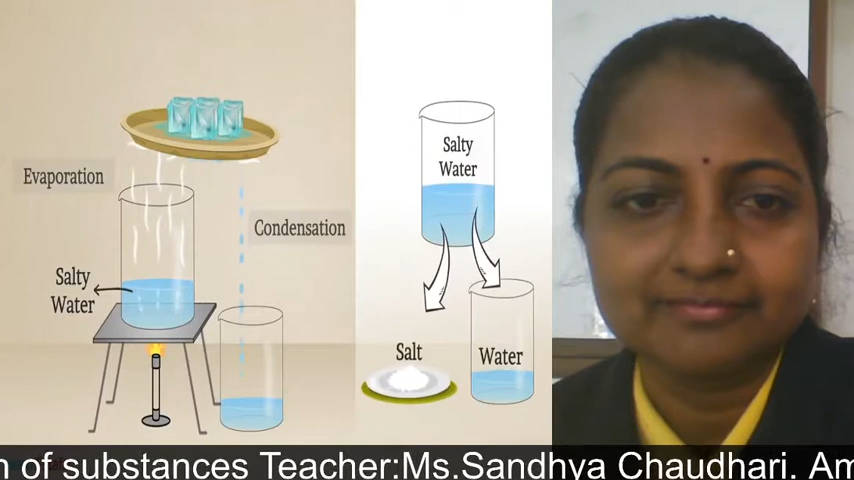 Evaporation
Condensation
Salty
Water
Salty
Water
Salt
Water
n of substances Teacher:Ms.Sandhya Chaudhari. Am